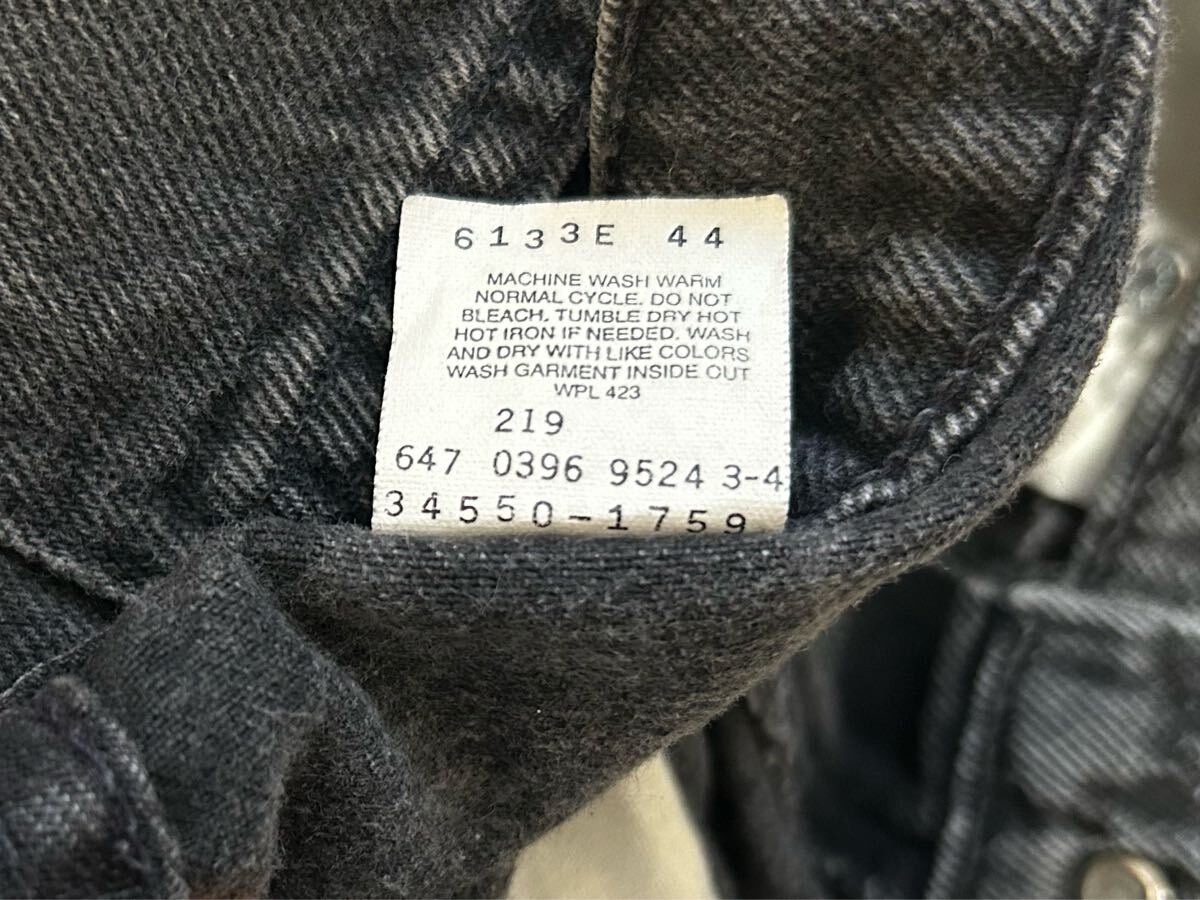 6133E 44
MACHINE WASH WARM
NORMAL CYCLE. DO NOT
BLEACH. TUMBLE DRY HOT
HOT IRON IF NEEDED. WASH
AND DRY WITH LIKE COLORS
WASH GARMENT INSIDE OUT
WPL 423
219
647 0396 9524 3-4
34550-1759